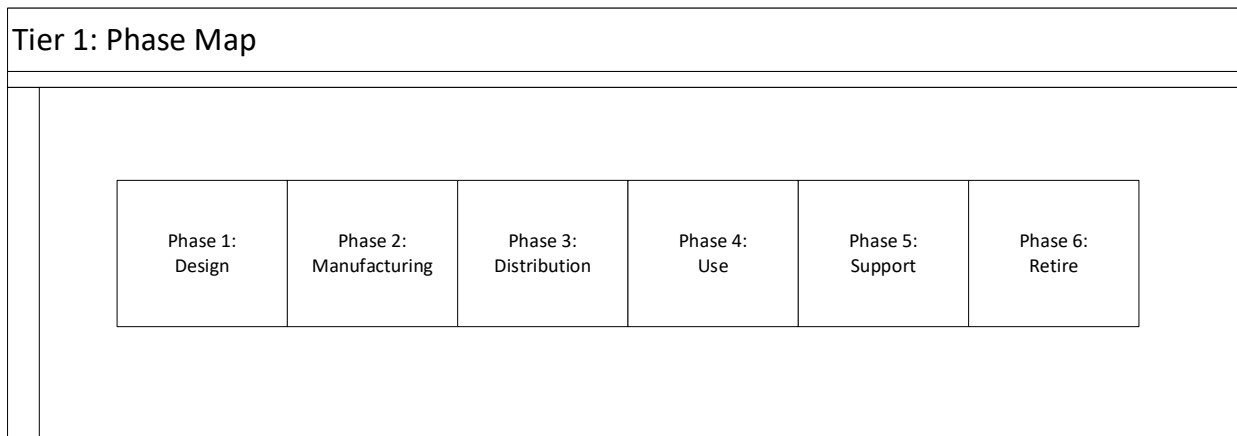 Tier 1: Phase Map
Phase 1:
Design
Phase 2:
Manufacturing
Phase 3:
Distribution
Phase 4:
Use
Phase 5:
Support
Phase 6:
Retire